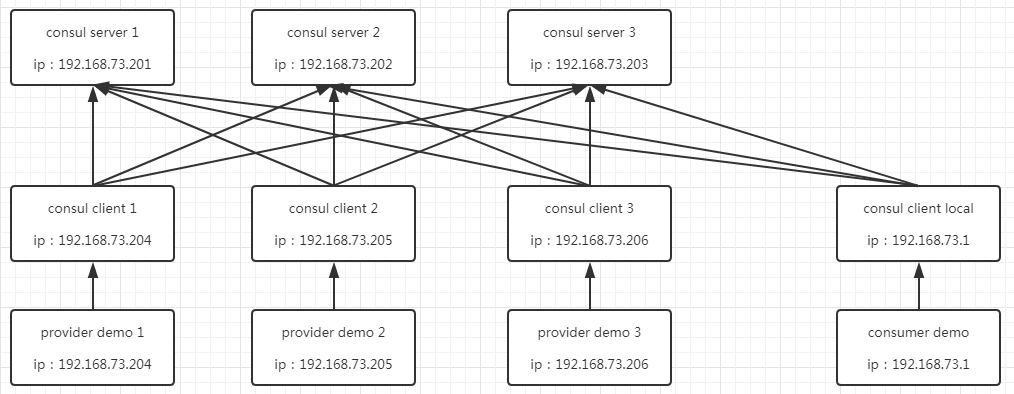 consul server 1
ip : 192.168.73.201
consul server 2
ip : 192.168.73.202
consul server 3
ip : 192.168.73.203
consul client 1
ip : 192.168.73.204
consul client 2
ip : 192.168.73.205
consul client 3
ip : 192.168.73.206
consul client local
ip : 192.168.73.1
provider demo 1
ip : 192.168.73.204
provider demo 2
ip : 192.168.73.205
provider demo 3
ip : 192.168.73.206
consumer demo
ip : 192.168.73.1